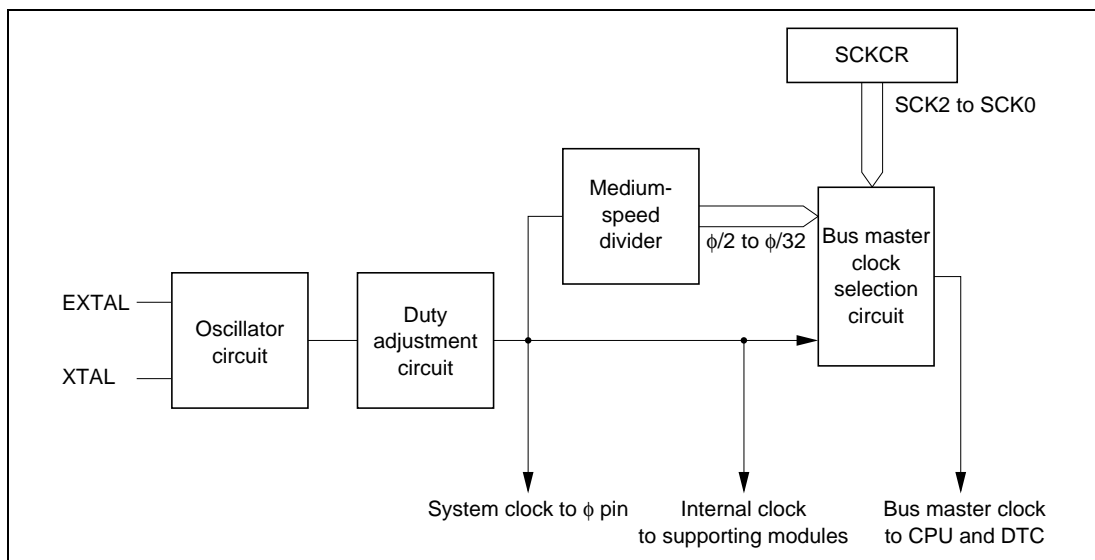 SCKCR
SCK2 to SCK0
Medium-
speed
divider
ϕ/2 to ϕ/32
Bus master
clock
selection
circuit
EXTAL
XTAL
Oscillator
circuit
Duty
adjustment
circuit
System clock to ϕ pin
Internal clock
to supporting modules
Bus master clock
to CPU and DTC